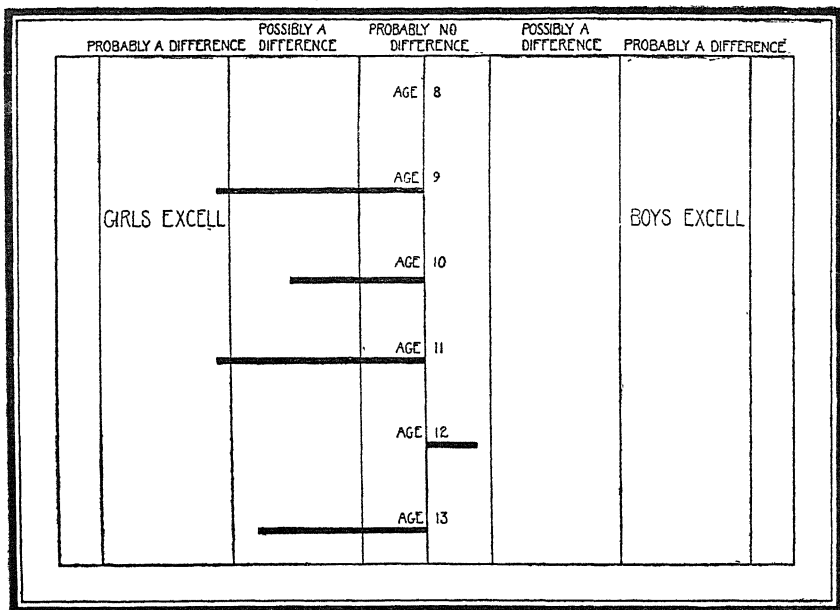 PROBABLY A DIFFERENCE
POSSIBLY A
DIFFERENCE
PROBABLY NO
DIFFERENCE
POSSIBLY A
DIFFERENCE
PROBABLY A DIFFERENCE
AGE 8
AGE 9
GIRLS EXCELL
BOYS EXCELL
AGE 10
AGE 11
AGE 12
AGE 13